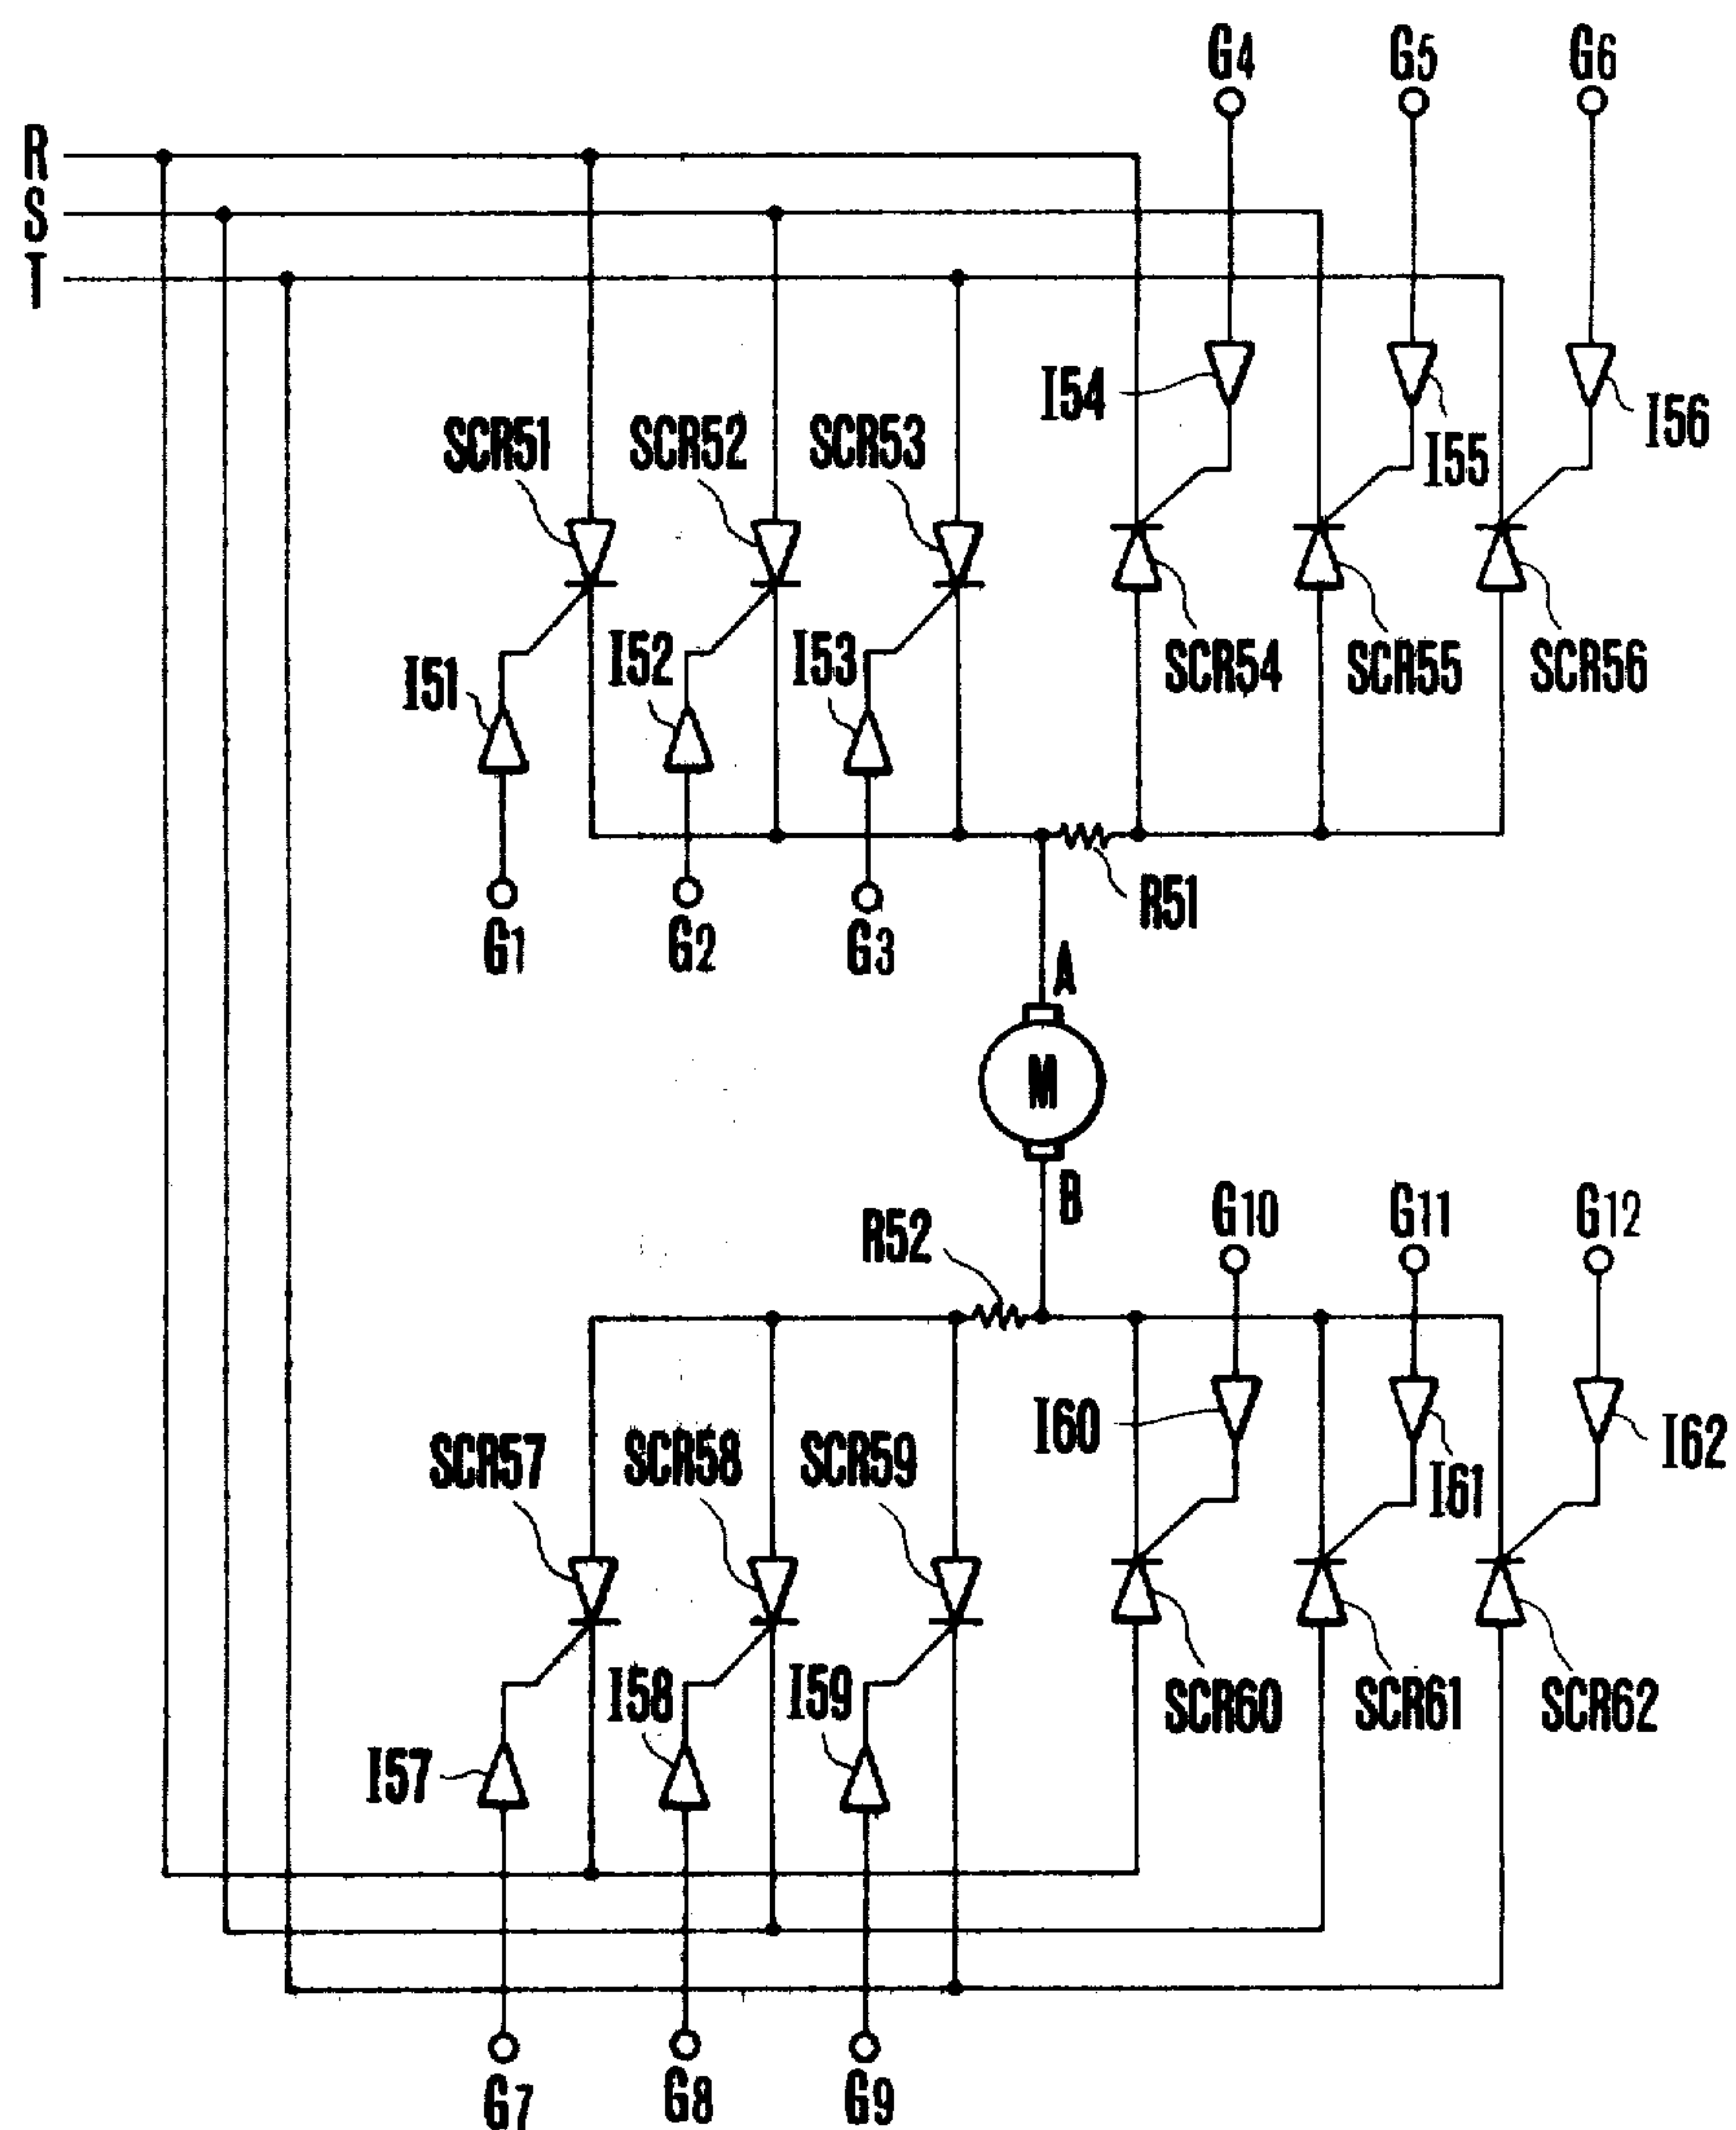 G4 G5 G6
R
S
T
I54 I55 I56
SCR51 SCR52 SCR53
SCR54 SCR55 SCR56
I51 I52 I53
R51
G1 G2 G3
A
M
B
G10 G11 G12
R52
I60 I61 I62
SCR57 SCR58 SCR59
SCR60 SCR61 SCR62
I57 I58 I59
G7 G8 G9